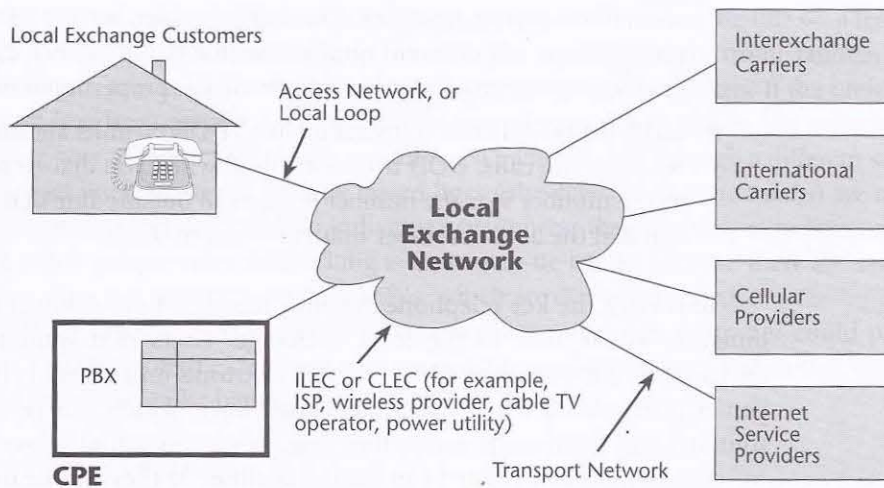 Local Exchange Customers
Access Network, or
Local Loop
Local
Exchange
Network
Interexchange
Carriers
International
Carriers
Cellular
Providers
Internet
Service
Providers
PBX
CPE
ILEC or CLEC (for example,
ISP, wireless provider, cable TV
operator, power utility)
Transport Network